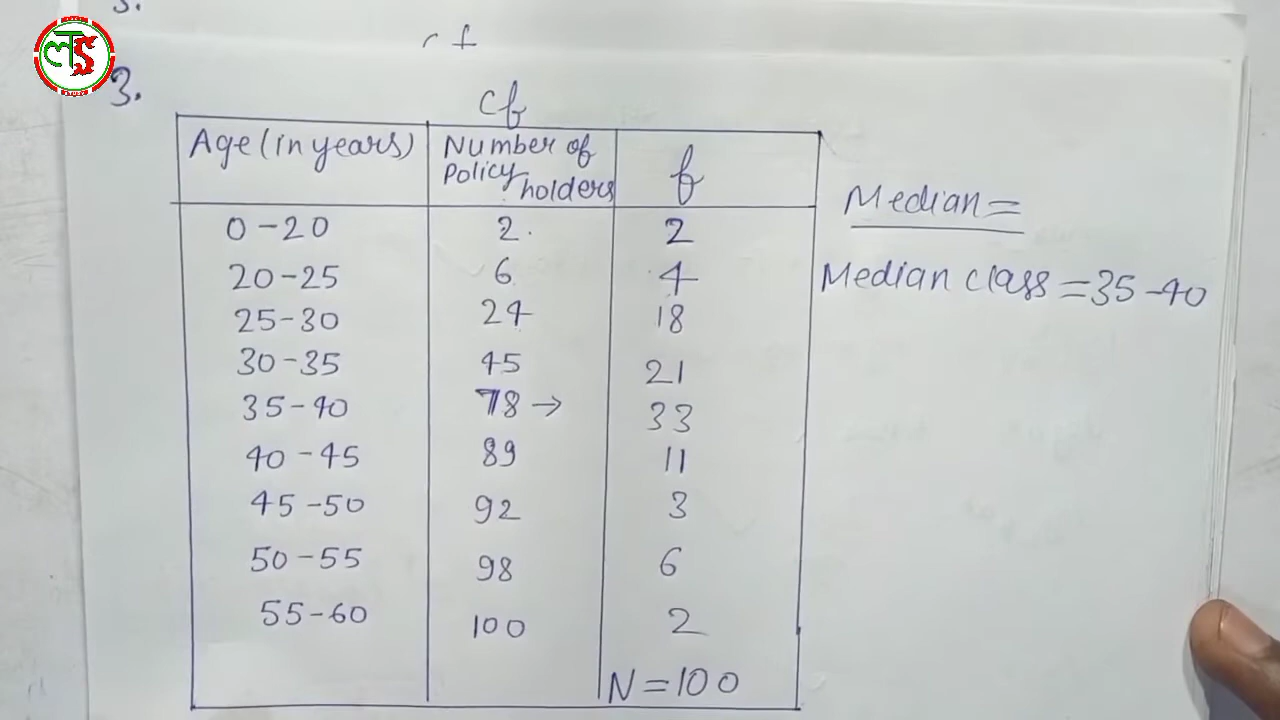 3.
cf
Age (in years) Number of policy holders f
0-20 2 2
20-25 6 4
25-30 24 18
30-35 45 21
35-40 78 → 33
40-45 89 11
45-50 92 3
50-55 98 6
55-60 100 2
N=100
Median=
Median class=35-40